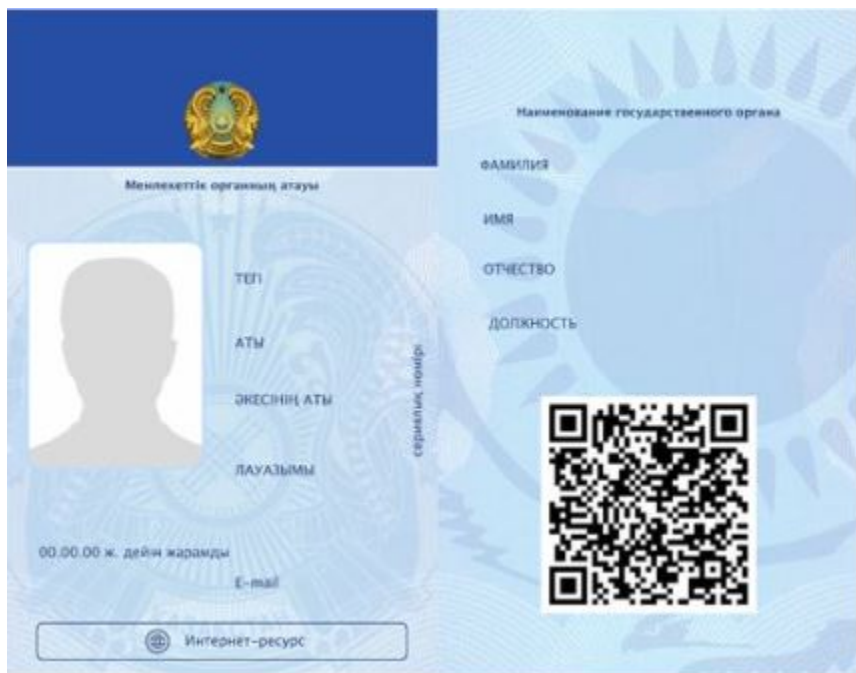 Мемлекеттік органның атауы
ТЕГІ
АТЫ
ӘКЕСІНІҢ АТЫ
ЛАУАЗЫМЫ
сериялық нөмірі
00.00.00 ж. дейін жарамды
E-mail
Интернет-ресурс
Наименование государственного органа
ФАМИЛИЯ
ИМЯ
ОТЧЕСТВО
ДОЛЖНОСТЬ